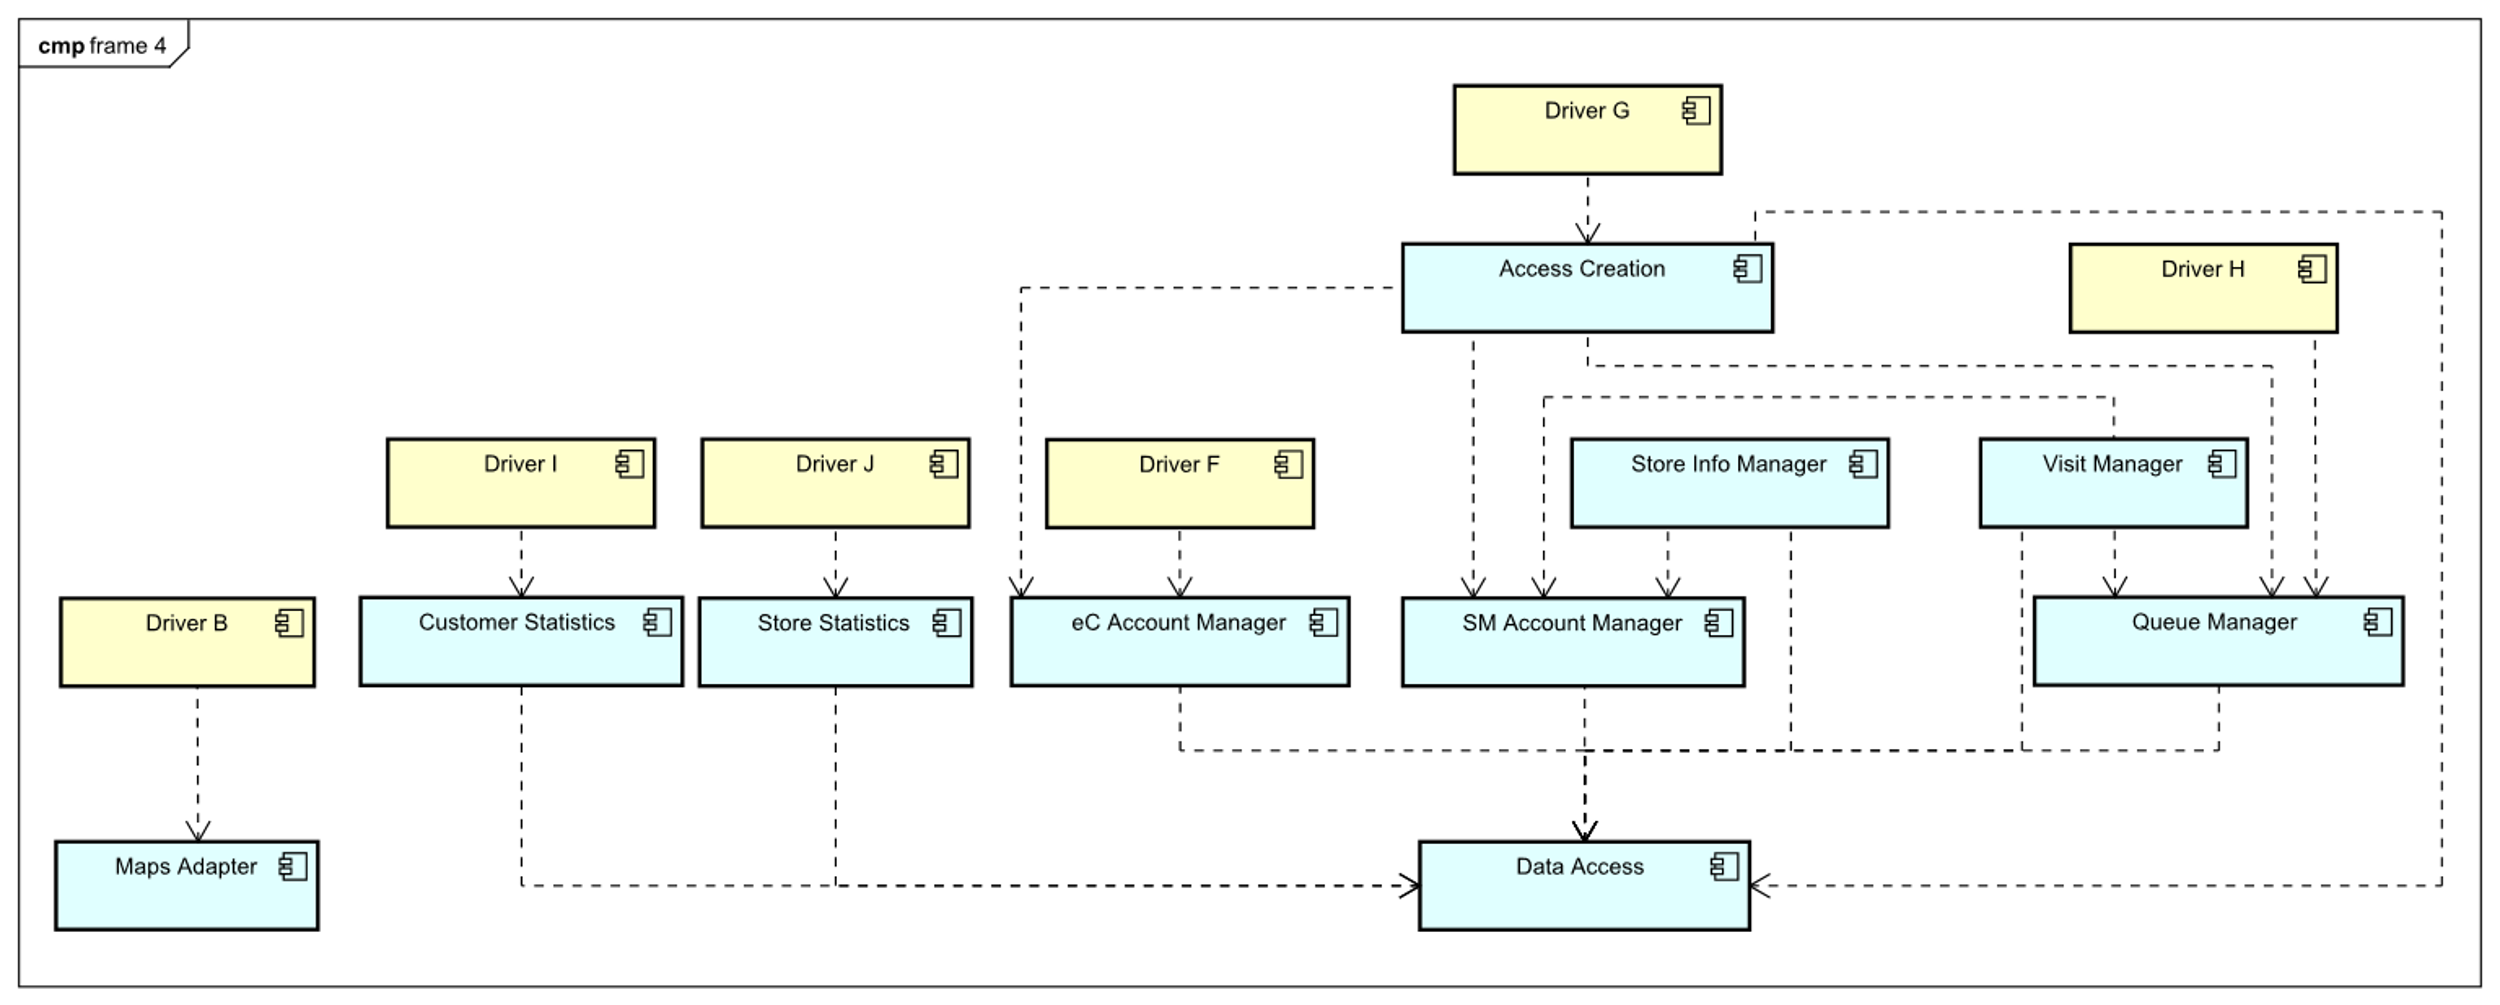 cmp frame 4
Driver G
Access Creation
Driver H
Driver I
Driver J
Driver F
Store Info Manager
Visit Manager
Driver B
Customer Statistics
Store Statistics
eC Account Manager
SM Account Manager
Queue Manager
Maps Adapter
Data Access